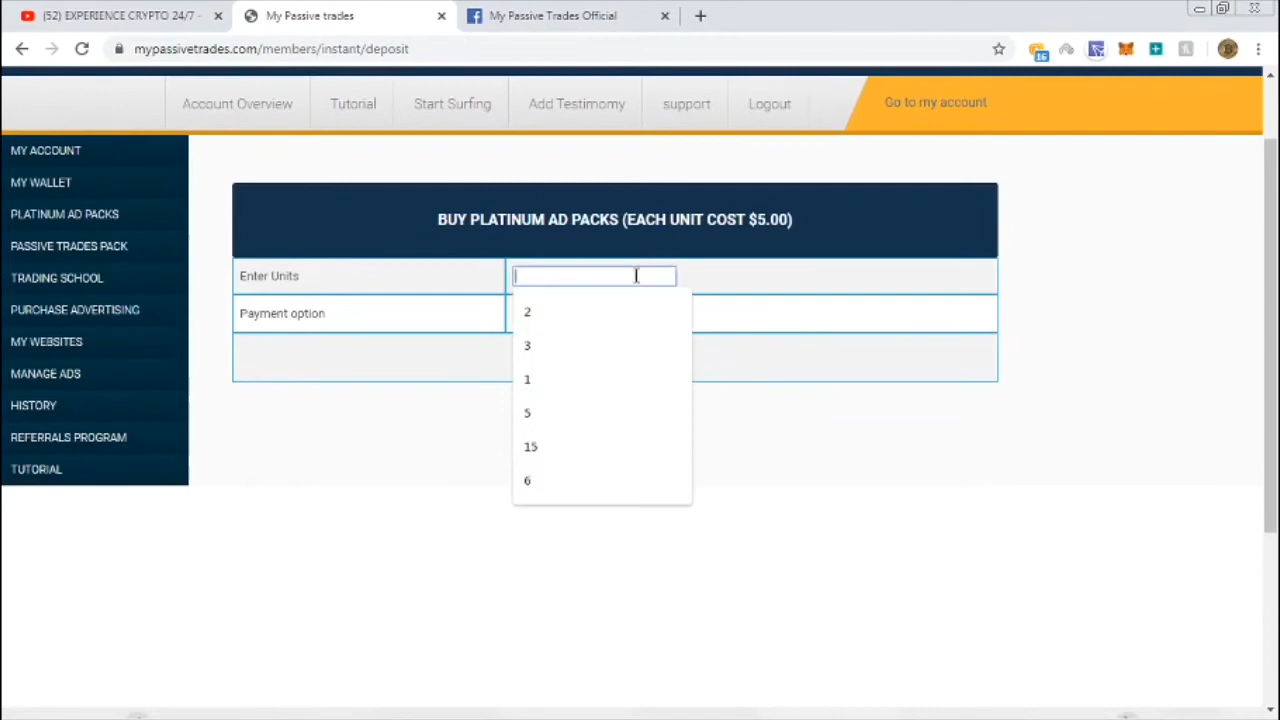 (52) EXPERIENCE CRYPTO 24/7 -
My Passive trades
My Passive Trades Official
mypassivetrades.com/members/instant/deposit
16
Account Overview
Tutorial
Start Surfing
Add Testimomy
support
Logout
Go to my account
MY ACCOUNT
MY WALLET
PLATINUM AD PACKS
PASSIVE TRADES PACK
TRADING SCHOOL
PURCHASE ADVERTISING
MY WEBSITES
MANAGE ADS
HISTORY
REFERRALS PROGRAM
TUTORIAL
BUY PLATINUM AD PACKS (EACH UNIT COST $5.00)
Enter Units
Payment option
2
3
1
5
15
6